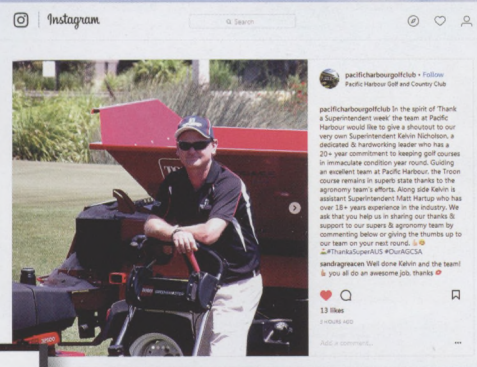 Instagram
Search
pacificharbourgolfclub • Follow
Pacific Harbour Golf and Country Club
pacificharbourgolfclub In the spirit of 'Thank
a Superintendent week' the team at Pacific
Harbour would like to give a shoutout to our
very own Superintendent Kelvin Nicholson, a
dedicated & hardworking leader who has a
20+ year commitment to keeping golf courses
in immaculate condition year round. Guiding
an excellent team at Pacific Harbour, the Troon
course remains in superb state thanks to the
agronomy team's efforts. Along side Kelvin is
assistant Superintendent Matt Hartup who has
over 18+ years experience in the industry. We
ask that you help us in sharing our thanks &
support to our supers & agronomy team by
commenting below or giving the thumbs up to
our team on your next round.
#ThankaSuperAUS #OurAGCSA
sandragreacen Well done Kelvin and the team!
you all do an awesome job, thanks
13 likes
2 HOURS AGO
Add a comment...